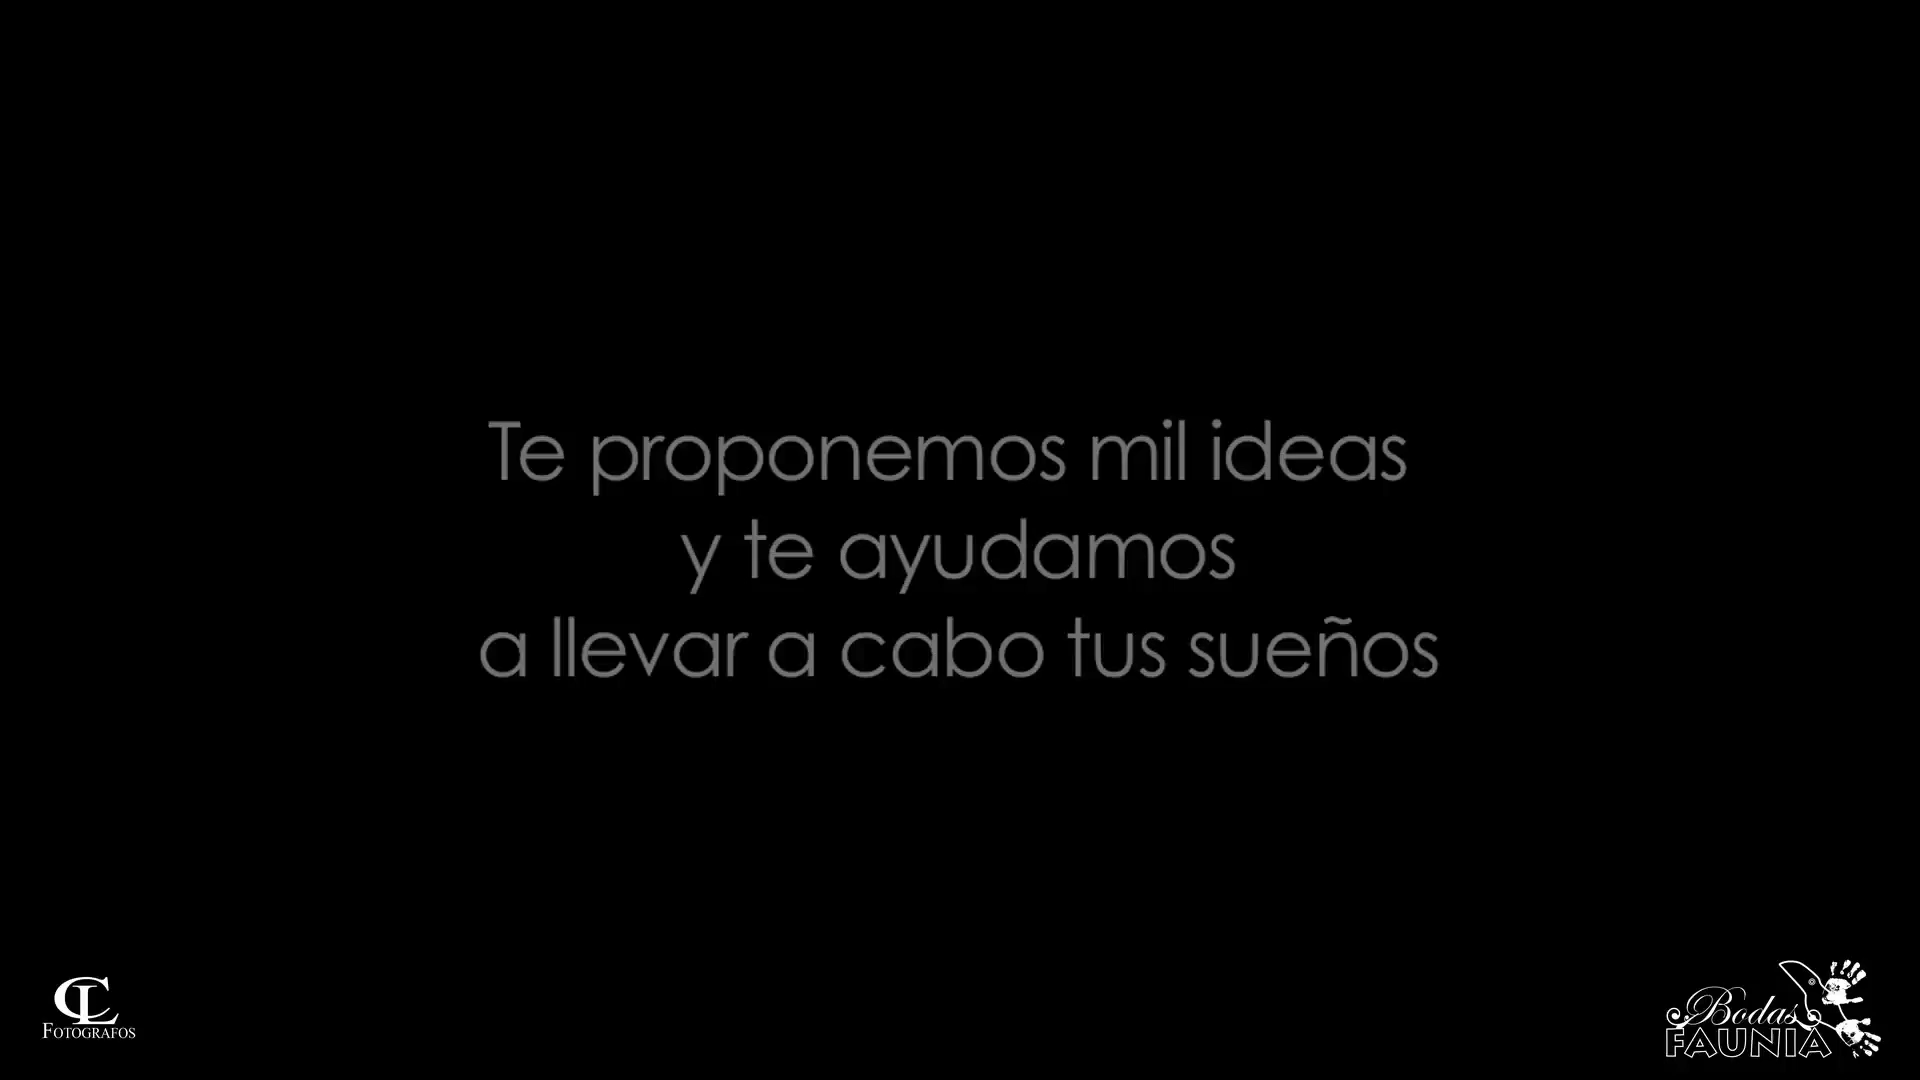 Te proponemos mil ideas
y te ayudamos
a llevar a cabo tus sueños
CL
FOTOGRAFOS
Bodas
FAUNIA